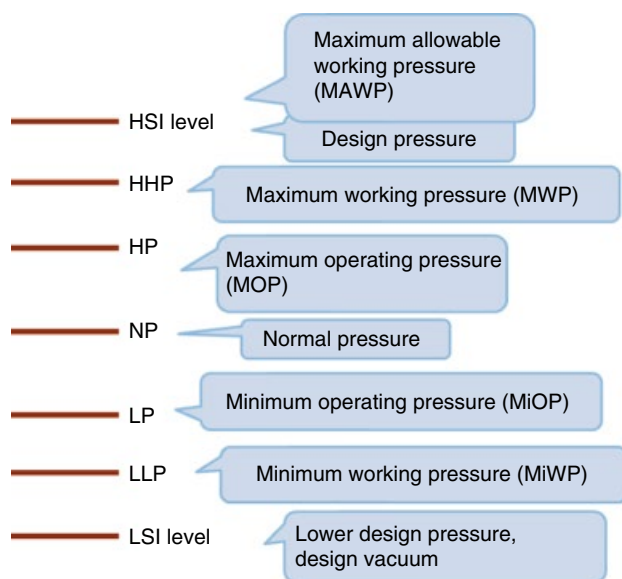 Maximum allowable
working pressure
(MAWP)
HSI level
Design pressure
HHP
Maximum working pressure (MWP)
HP
Maximum operating pressure
(MOP)
NP
Normal pressure
LP
Minimum operating pressure (MiOP)
LLP
Minimum working pressure (MiWP)
LSI level
Lower design pressure,
design vacuum